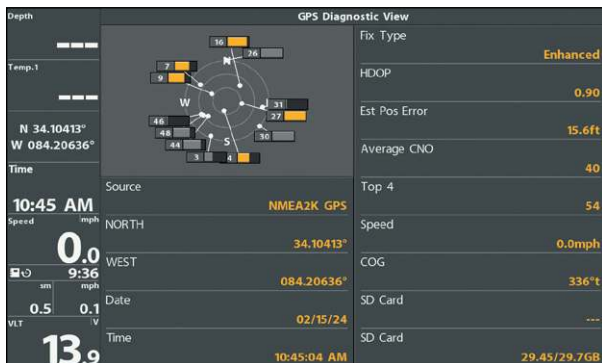 Depth
---
Temp.1
---
N 34.10413°
W 084.20636°
Time
10:45 AM
Speed mph
0.0
9:36
sm mph
0.5 0.1
VLT V
13.9
GPS Diagnostic View
16
26
N
7
9
W
31
27
46
48
44
30
S
3
4
Source
NMEA2K GPS
NORTH
34.10413°
WEST
084.20636°
Date
02/15/24
Time
10:45:04 AM
Fix Type
Enhanced
HDOP
0.90
Est Pos Error
15.6ft
Average CNO
40
Top 4
54
Speed
0.0mph
COG
336°t
SD Card
---
SD Card
29.45/29.7GB